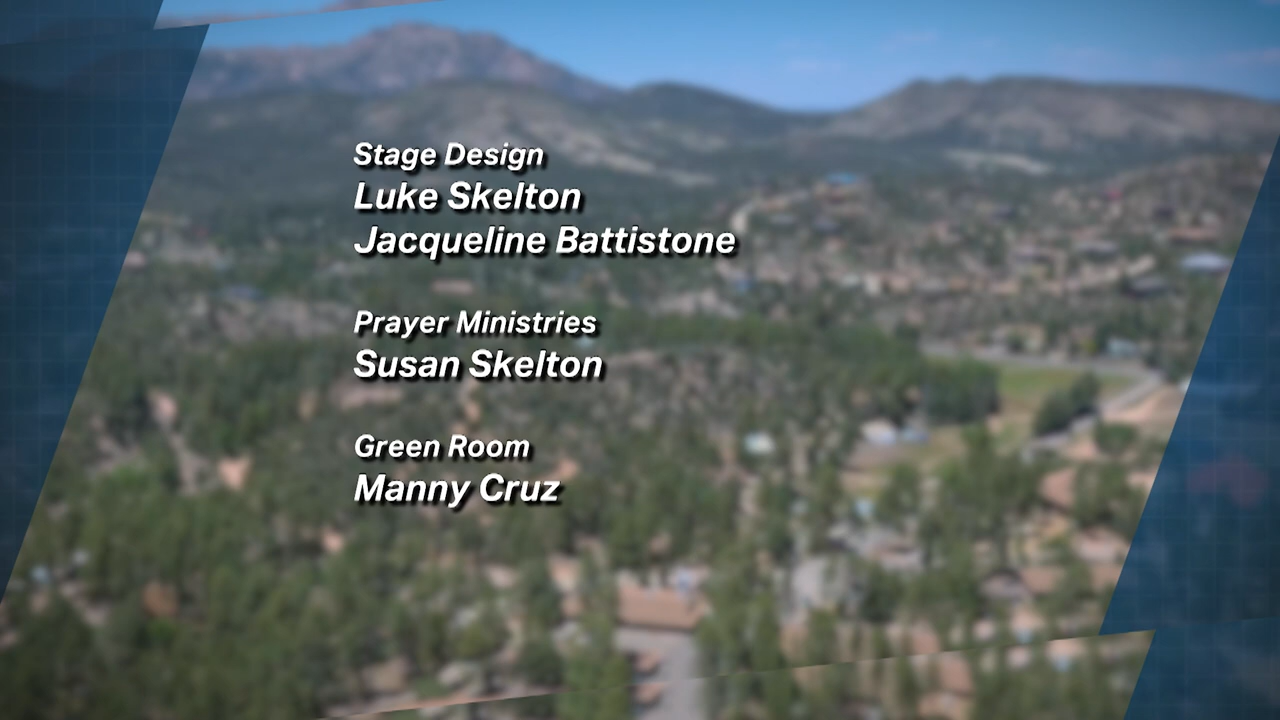 Stage Design
Luke Skelton
Jacqueline Battistone
Prayer Ministries
Susan Skelton
Green Room
Manny Cruz